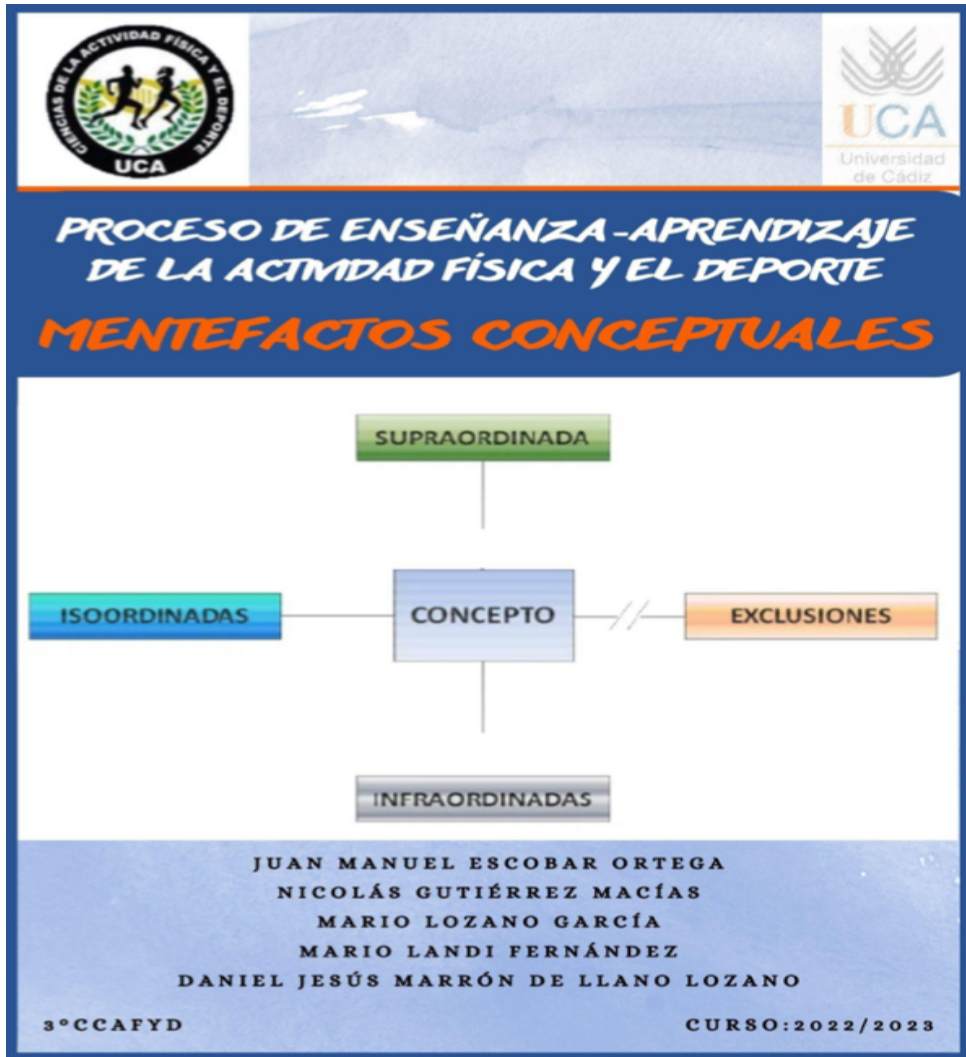 CIENCIAS DE LA ACTIVIDAD FÍSICA Y EL DEPORTE
UCA
UCA
Universidad
de Cádiz
PROCESO DE ENSEÑANZA-APRENDIZAJE
DE LA ACTIVIDAD FÍSICA Y EL DEPORTE
MENTEFACTOS CONCEPTUALES
SUPRAORDINADA
ISOORDINADAS
CONCEPTO
EXCLUSIONES
INFRAORDINADAS
JUAN MANUEL ESCOBAR ORTEGA
NICOLÁS GUTIÉRREZ MACÍAS
MARIO LOZANO GARCÍA
MARIO LANDI FERNÁNDEZ
DANIEL JESÚS MARRÓN DE LLANO LOZANO
3ºCCAFYD
CURSO:2022/2023